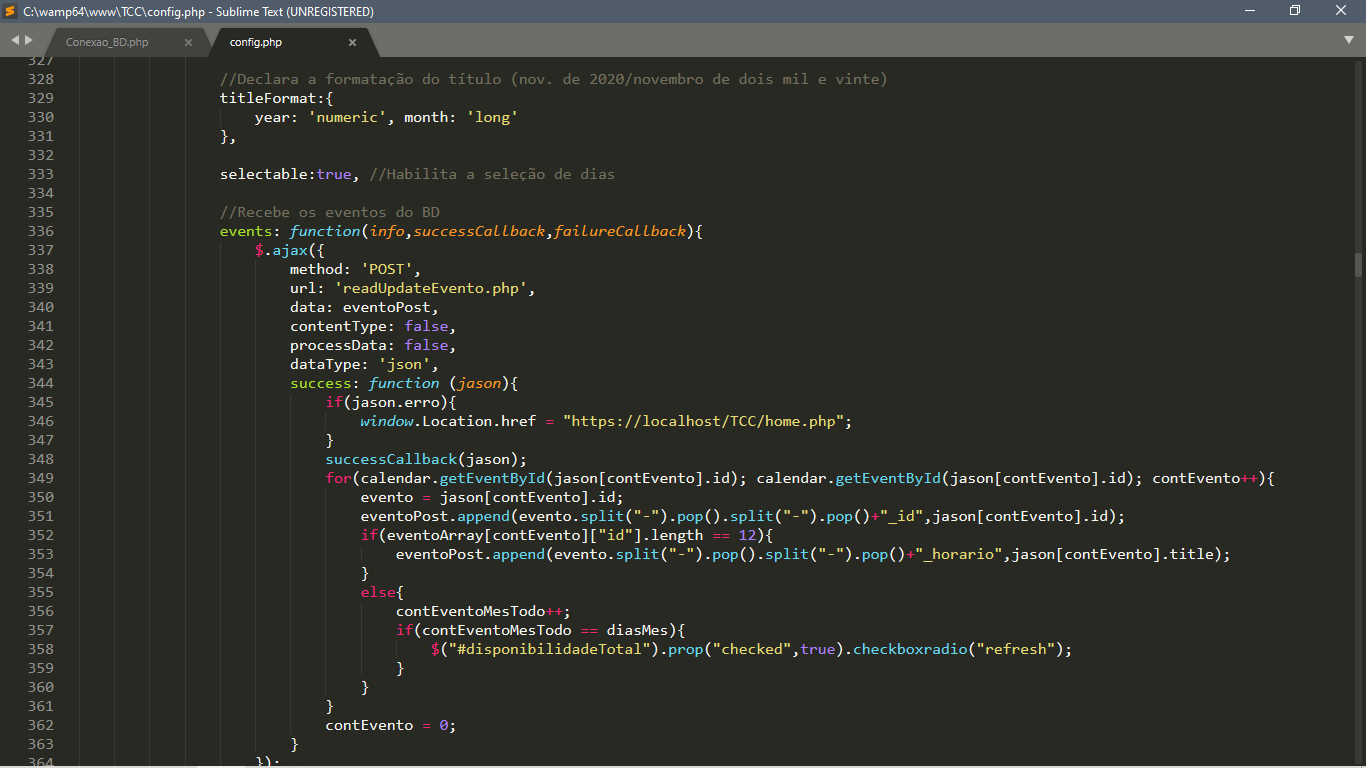 C:\wamp64\www\TCC\config.php - Sublime Text (UNREGISTERED)
Conexao_BD.php × config.php ×
327
328 //Declara a formatação do título (nov. de 2020/novembro de dois mil e vinte)
329 titleFormat:{
330 year: 'numeric', month: 'long'
331 },
332
333 selectable:true, //Habilita a seleção de dias
334
335 //Recebe os eventos do BD
336 events: function(info,successCallback,failureCallback){
337 $.ajax({
338 method: 'POST',
339 url: 'readUpdateEvento.php',
340 data: eventoPost,
341 contentType: false,
342 processData: false,
343 dataType: 'json',
344 success: function (jason){
345 if(jason.erro){
346 window.Location.href = "https://localhost/TCC/home.php";
347 }
348 successCallback(jason);
349 for(calendar.getEventById(jason[contEvento].id); calendar.getEventById(jason[contEvento].id); contEvento++){
350 evento = jason[contEvento].id;
351 eventoPost.append(evento.split("-").pop().split("-").pop()+"_id",jason[contEvento].id);
352 if(eventoArray[contEvento]["id"].length == 12){
353 eventoPost.append(evento.split("-").pop().split("-").pop()+"_horario",jason[contEvento].title);
354 }
355 else{
356 contEventoMesTodo++;
357 if(contEventoMesTodo == diasMes){
358 $("#disponibilidadeTotal").prop("checked",true).checkboxradio("refresh");
359 }
360 }
361 }
362 contEvento = 0;
363 }
364 });